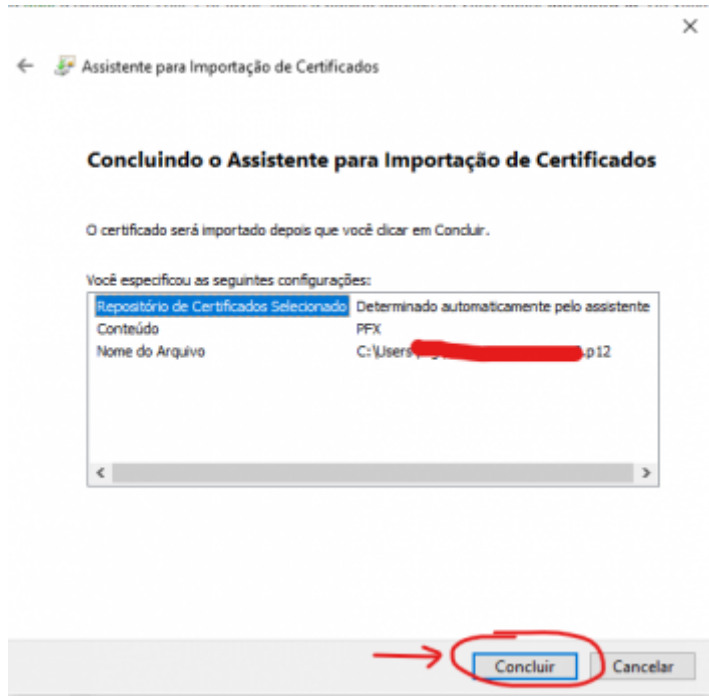 Assistente para Importação de Certificados
Concluindo o Assistente para Importação de Certificados
O certificado será importado depois que você clicar em Concluir.
Você especificou as seguintes configurações:
Repositório de Certificados Selecionado Determinado automaticamente pelo assistente
Conteúdo PFX
Nome do Arquivo C:\Users .p12
Concluir Cancelar